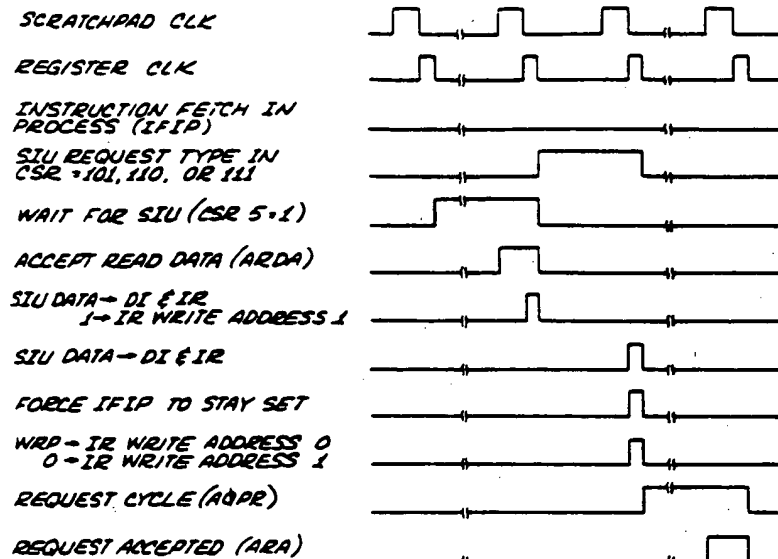 SCRATCHPAD CLK
REGISTER CLK
INSTRUCTION FETCH IN
PROCESS (IFIP)
SIU REQUEST TYPE IN
CSR = 101, 110, OR 111
WAIT FOR SIU (CSR 5=1)
ACCEPT READ DATA (ARDA)
SIU DATA→ DI & IR
1→ IR WRITE ADDRESS 1
SIU DATA→ DI & IR
FORCE IFIP TO STAY SET
WRP→ IR WRITE ADDRESS 0
0→ IR WRITE ADDRESS 1
REQUEST CYCLE (AOPR)
REQUEST ACCEPTED (ARA)